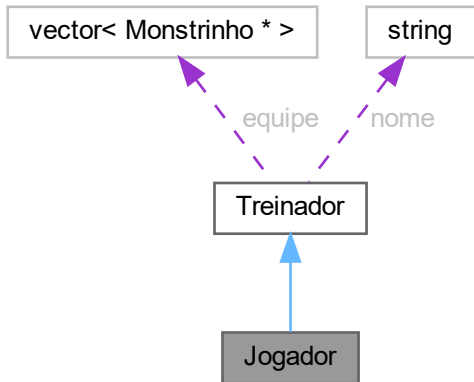 vector< Monstrinho * >
string
equipe
nome
Treinador
Jogador